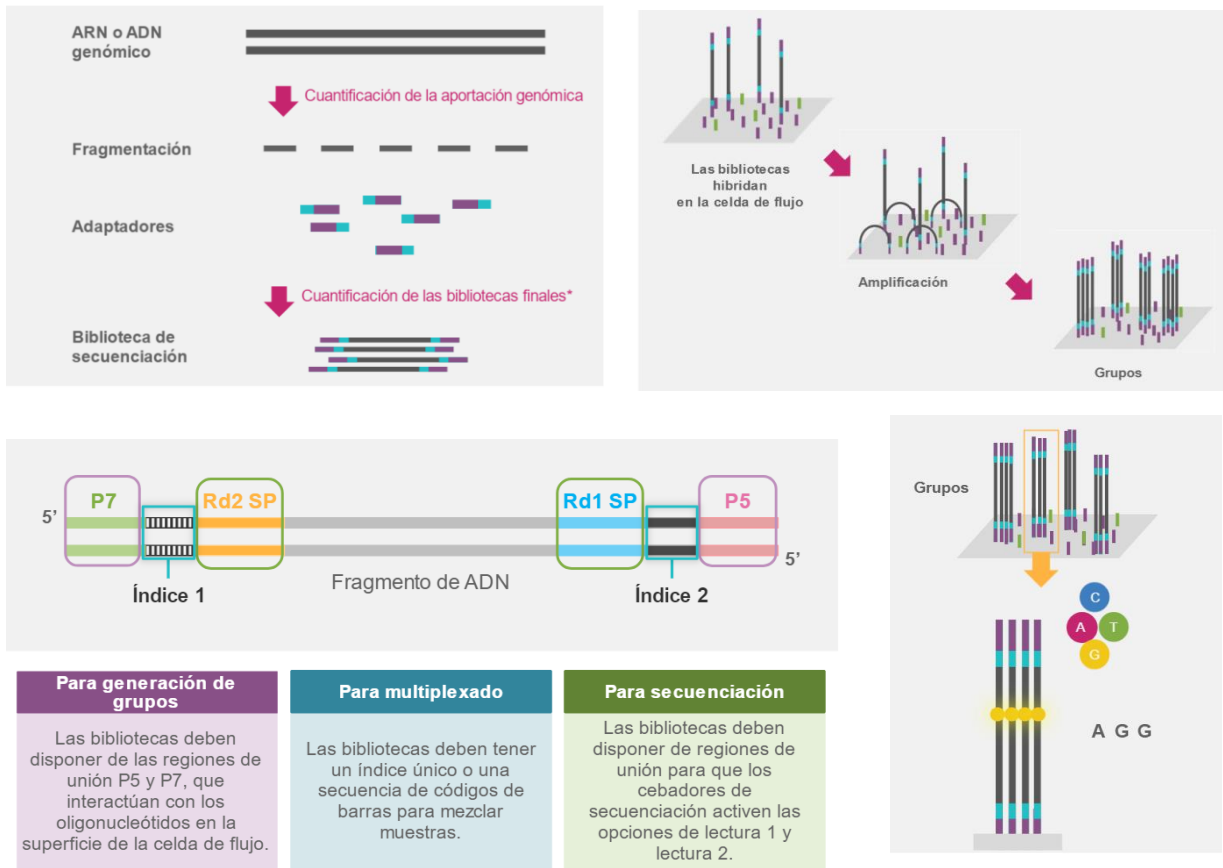 ARN o ADN
genómico
Cuantificación de la aportación genómica
Fragmentación
Adaptadores
Cuantificación de las bibliotecas finales*
Biblioteca de
secuenciación
Las bibliotecas
hibridan
en la celda de flujo
Amplificación
Grupos
5’
P7
Rd2 SP
Rd1 SP
P5
5’
Fragmento de ADN
Índice 1
Índice 2
Para generación de
grupos
Las bibliotecas deben
disponer de las regiones de
unión P5 y P7, que
interactúan con los
oligonucleótidos en la
superficie de la celda de flujo.
Para multiplexado
Las bibliotecas deben tener
un índice único o una
secuencia de códigos de
barras para mezclar
muestras.
Para secuenciación
Las bibliotecas deben
disponer de regiones de
unión para que los
cebadores de
secuenciación activen las
opciones de lectura 1 y
lectura 2.
Grupos
C
A T
G
A G G